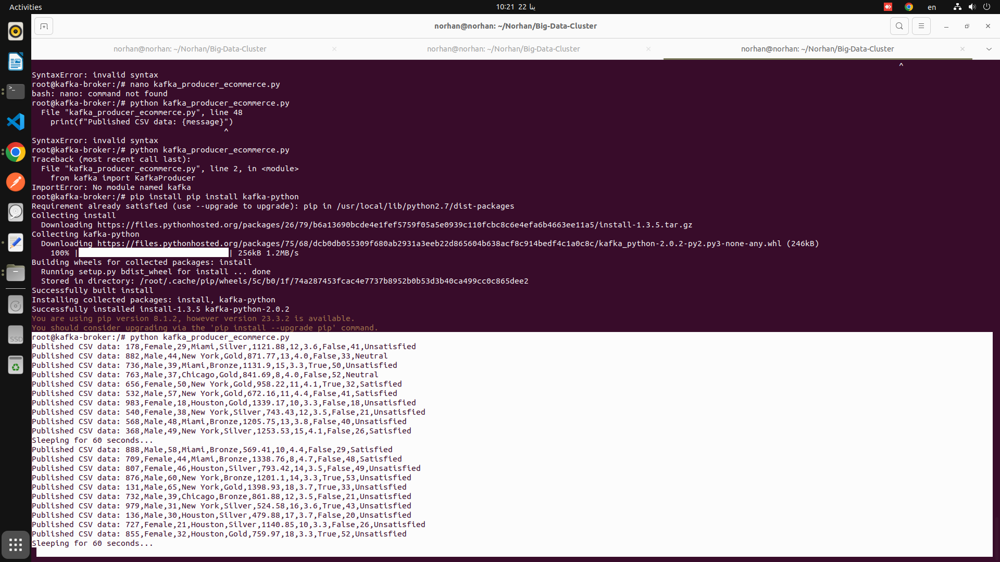 Activities
10:21 22 ينا
en
norhan@norhan: ~/Norhan/Big-Data-Cluster
norhan@norhan: ~/Norhan/Big-Data-Cluster
norhan@norhan: ~/Norhan/Big-Data-Cluster
norhan@norhan: ~/Norhan/Big-Data-Cluster
^
SyntaxError: invalid syntax
root@kafka-broker:/# nano kafka_producer_ecommerce.py
bash: nano: command not found
root@kafka-broker:/# python kafka_producer_ecommerce.py
  File "kafka_producer_ecommerce.py", line 48
    print(f"Published CSV data: {message}")
                                         ^
SyntaxError: invalid syntax
root@kafka-broker:/# python kafka_producer_ecommerce.py
Traceback (most recent call last):
  File "kafka_producer_ecommerce.py", line 2, in <module>
    from kafka import KafkaProducer
ImportError: No module named kafka
root@kafka-broker:/# pip install pip install kafka-python
Requirement already satisfied (use --upgrade to upgrade): pip in /usr/local/lib/python2.7/dist-packages
Collecting install
  Downloading https://files.pythonhosted.org/packages/26/79/b6a13690bcde4e1fef5759f05a5e0939c110fcbc8c6e4efa6b4663ee11a5/install-1.3.5.tar.gz
Collecting kafka-python
  Downloading https://files.pythonhosted.org/packages/75/68/dcb0db055309f680ab2931a3eeb22d865604b638acf8c914bedf4c1a0c8c/kafka_python-2.0.2-py2.py3-none-any.whl (246kB)
    100% |████████████████████████████████| 256kB 1.2MB/s
Building wheels for collected packages: install
  Running setup.py bdist_wheel for install ... done
  Stored in directory: /root/.cache/pip/wheels/5c/b0/1f/74a287453fcac4e7737b8952b0b53d3b40ca499cc0c865dee2
Successfully built install
Installing collected packages: install, kafka-python
Successfully installed install-1.3.5 kafka-python-2.0.2
You are using pip version 8.1.2, however version 23.3.2 is available.
You should consider upgrading via the 'pip install --upgrade pip' command.
root@kafka-broker:/# python kafka_producer_ecommerce.py
Published CSV data: 178,Female,29,Miami,Silver,1121.88,12,3.6,False,41,Unsatisfied
Published CSV data: 882,Male,44,New York,Gold,871.77,13,4.0,False,33,Neutral
Published CSV data: 736,Male,39,Miami,Bronze,1131.9,15,3.3,True,50,Unsatisfied
Published CSV data: 763,Male,37,Chicago,Gold,841.69,8,4.0,False,52,Neutral
Published CSV data: 656,Female,50,New York,Gold,958.22,11,4.1,True,32,Satisfied
Published CSV data: 532,Male,57,New York,Gold,672.16,11,4.4,False,41,Satisfied
Published CSV data: 983,Female,18,Houston,Gold,1339.17,10,3.3,False,18,Unsatisfied
Published CSV data: 540,Female,38,New York,Silver,743.43,12,3.5,False,21,Unsatisfied
Published CSV data: 568,Male,48,Miami,Bronze,1205.75,13,3.8,False,40,Unsatisfied
Published CSV data: 368,Male,49,New York,Silver,1253.53,15,4.1,False,26,Satisfied
Sleeping for 60 seconds...
Published CSV data: 888,Male,58,Miami,Bronze,569.41,10,4.4,False,29,Satisfied
Published CSV data: 709,Female,44,Miami,Bronze,1338.76,8,4.7,False,48,Satisfied
Published CSV data: 807,Female,46,Houston,Silver,793.42,14,3.5,False,49,Unsatisfied
Published CSV data: 876,Male,60,New York,Bronze,1201.1,14,3.3,True,53,Unsatisfied
Published CSV data: 131,Male,65,New York,Gold,1398.93,18,3.7,True,33,Unsatisfied
Published CSV data: 732,Male,39,Chicago,Bronze,861.88,12,3.5,False,21,Unsatisfied
Published CSV data: 979,Male,31,New York,Silver,524.58,16,3.6,True,43,Unsatisfied
Published CSV data: 136,Male,30,Houston,Silver,479.88,17,3.7,False,20,Unsatisfied
Published CSV data: 727,Female,21,Houston,Silver,1140.85,10,3.3,False,26,Unsatisfied
Published CSV data: 855,Female,32,Houston,Gold,759.97,18,3.3,True,52,Unsatisfied
Sleeping for 60 seconds...
SSD